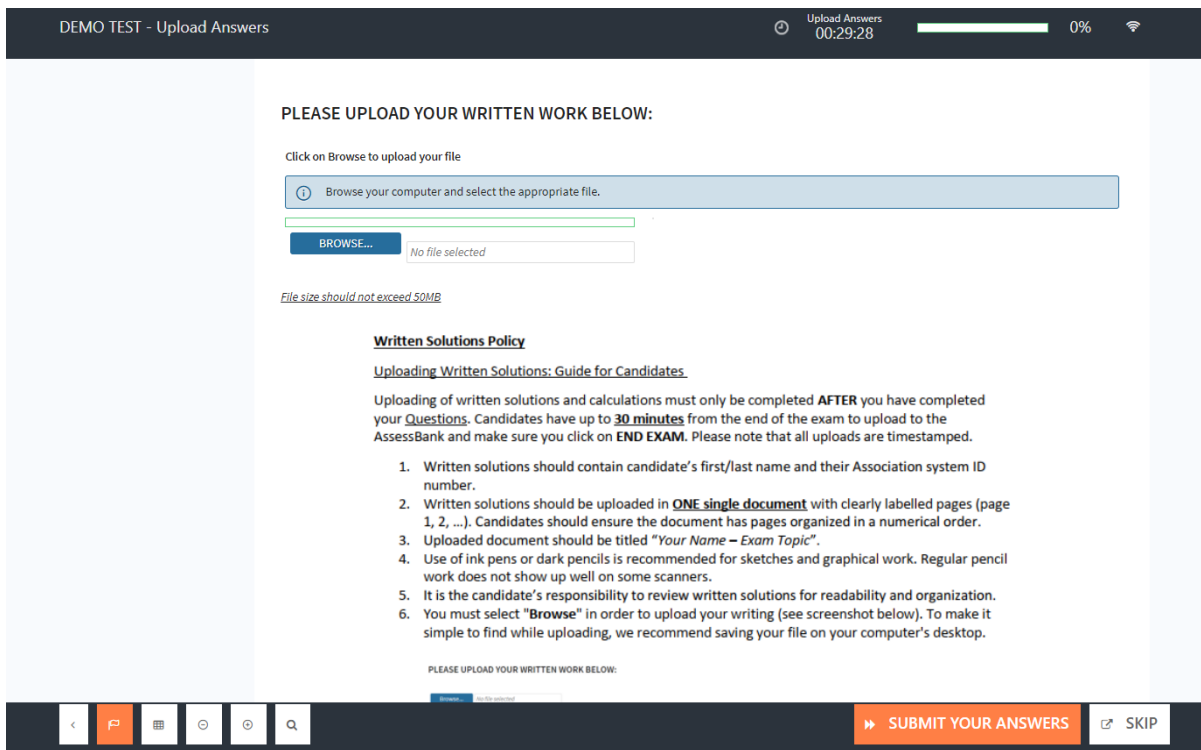 DEMO TEST - Upload Answers
Upload Answers
00:29:28
0%
PLEASE UPLOAD YOUR WRITTEN WORK BELOW:
Click on Browse to upload your file
Browse your computer and select the appropriate file.
BROWSE...
No file selected
File size should not exceed 50MB
Written Solutions Policy
Uploading Written Solutions: Guide for Candidates
Uploading of written solutions and calculations must only be completed AFTER you have completed
your Questions. Candidates have up to 30 minutes from the end of the exam to upload to the
AssessBank and make sure you click on END EXAM. Please note that all uploads are timestamped.
1. Written solutions should contain candidate's first/last name and their Association system ID
number.
2. Written solutions should be uploaded in ONE single document with clearly labelled pages (page
1, 2, ...). Candidates should ensure the document has pages organized in a numerical order.
3. Uploaded document should be titled “Your Name – Exam Topic”.
4. Use of ink pens or dark pencils is recommended for sketches and graphical work. Regular pencil
work does not show up well on some scanners.
5. It is the candidate's responsibility to review written solutions for readability and organization.
6. You must select "Browse" in order to upload your writing (see screenshot below). To make it
simple to find while uploading, we recommend saving your file on your computer's desktop.
PLEASE UPLOAD YOUR WRITTEN WORK BELOW:
Browse...
No file selected
SUBMIT YOUR ANSWERS
SKIP